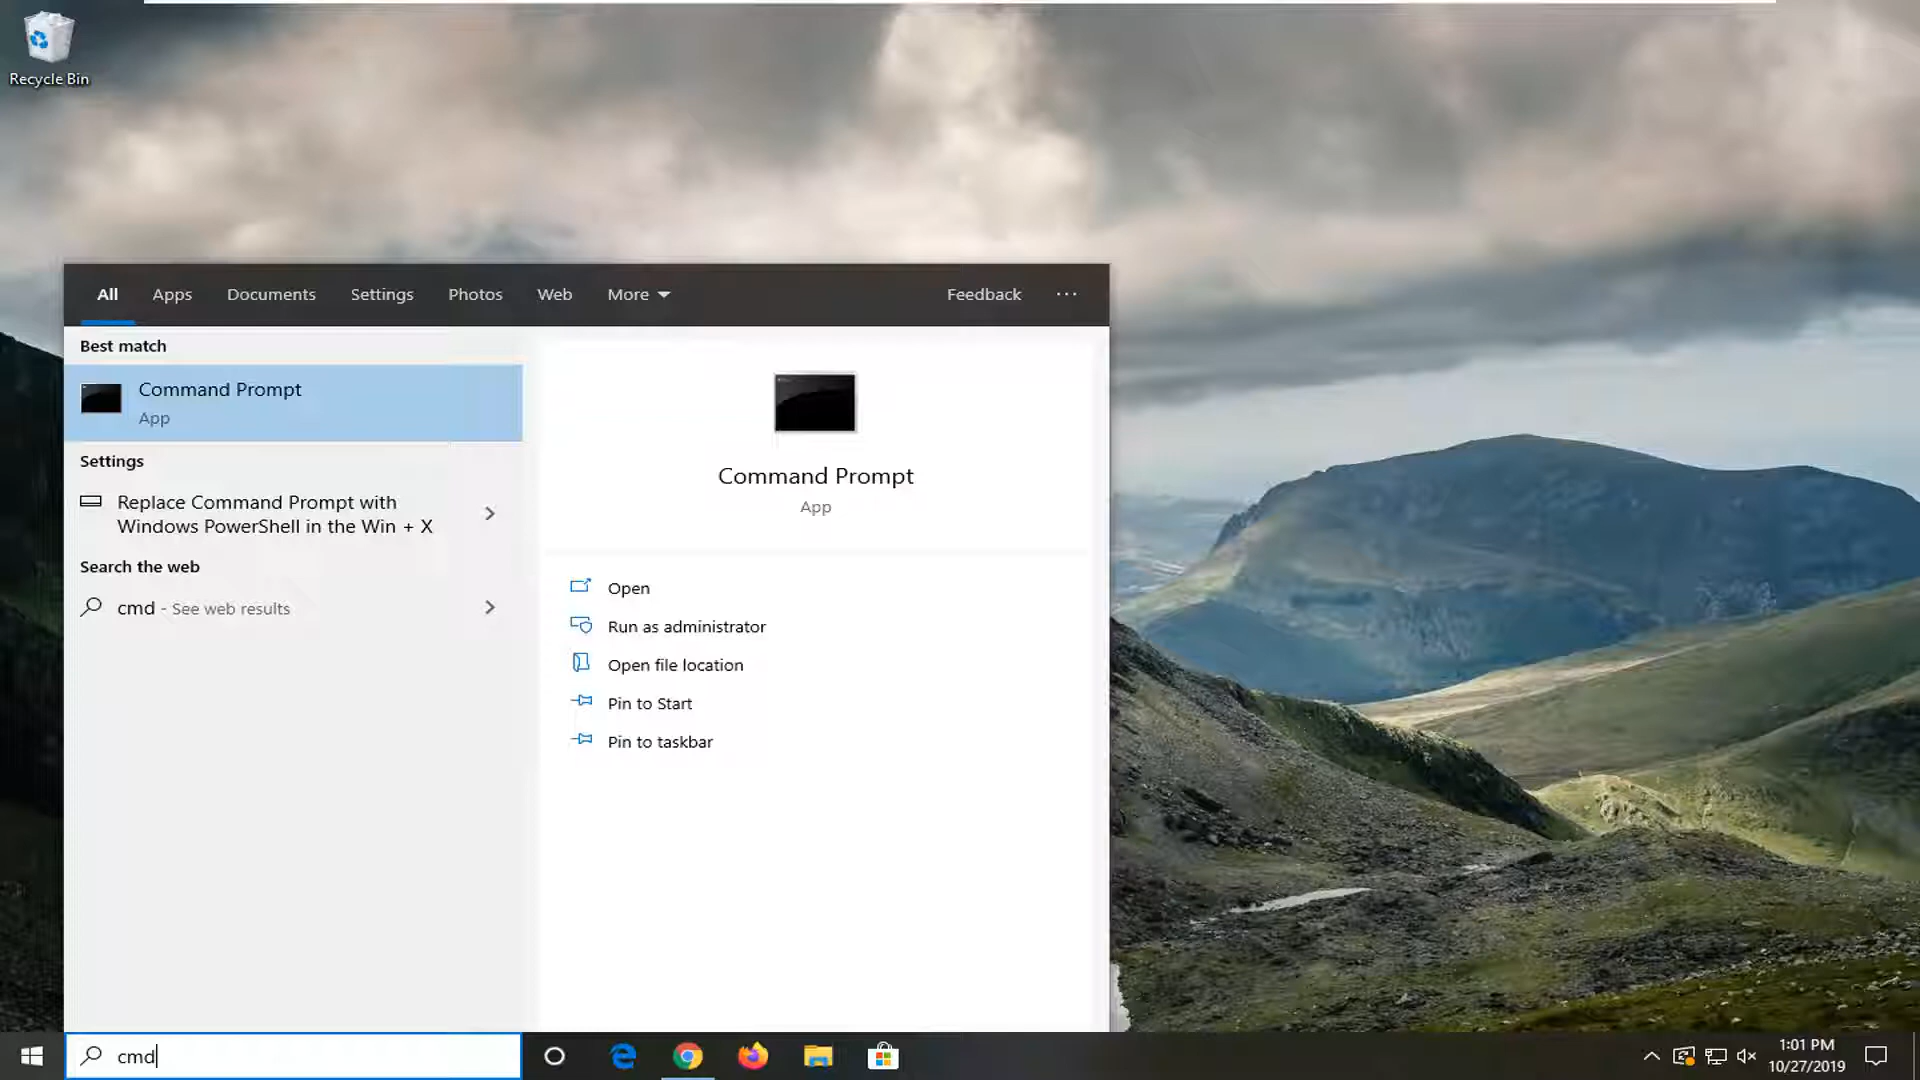 Recycle Bin
All Apps Documents Settings Photos Web More Feedback ...
Best match
Command Prompt
App
Settings
Replace Command Prompt with
Windows PowerShell in the Win + X
Search the web
cmd - See web results
Command Prompt
App
Open
Run as administrator
Open file location
Pin to Start
Pin to taskbar
cmd
1:01 PM
10/27/2019